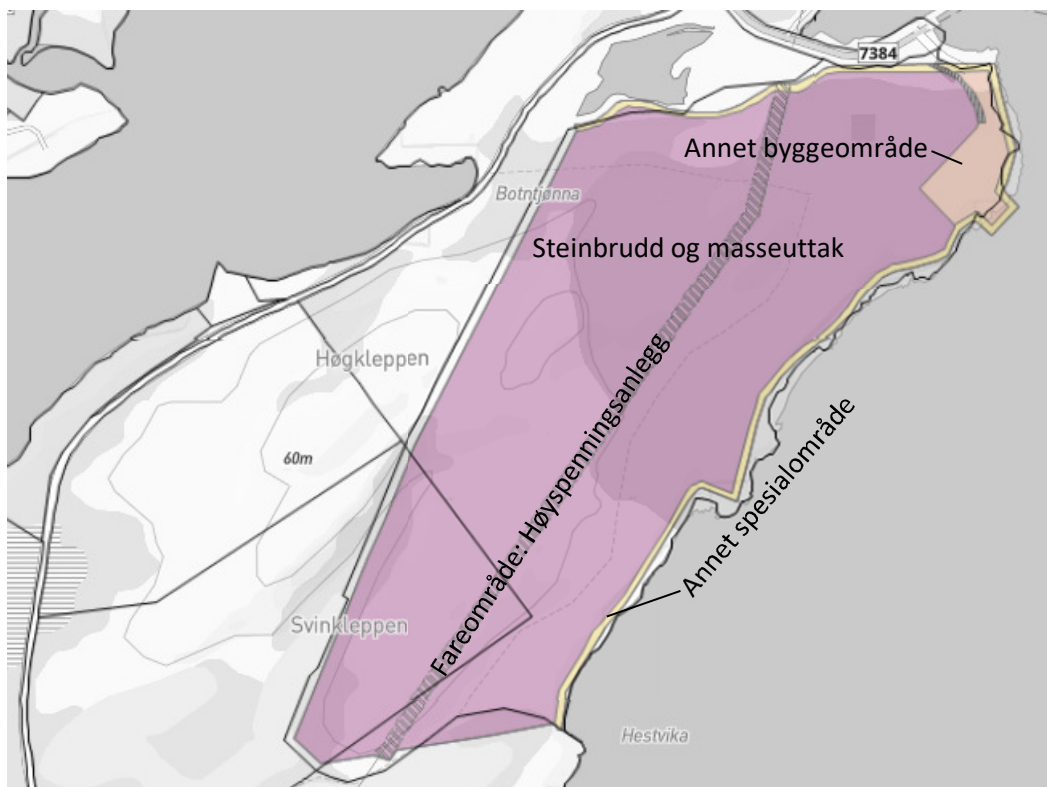 7384
Annet byggeområde
Botntjønna
Steinbrudd og masseuttak
Høgkleppen
60m
Fareområde: Høyspenningsanlegg
Annet spesialområde
Svinkleppen
Hestvika